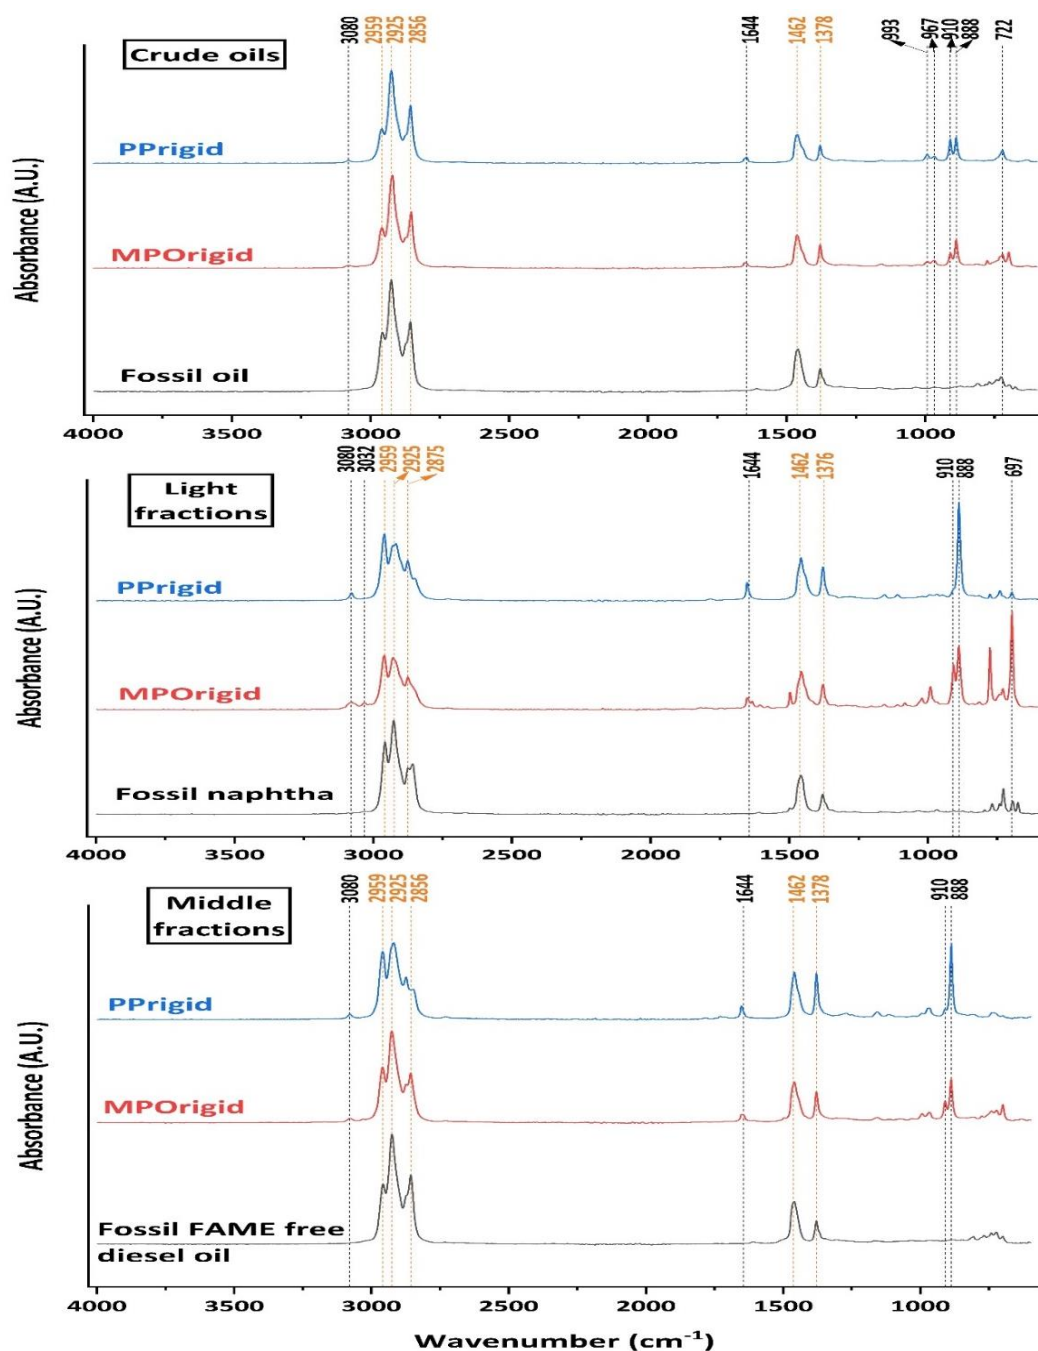 3080 2959 2925 2856 1644 1462 1378 993 967 910 888 722
Crude oils
PPrigid
MPOrigid
Fossil oil
Absorbance (A.U.)
4000 3500 3000 2500 2000 1500 1000
3080 3032 2959 2925 2875 1644 1462 1376 910 888 697
Light
fractions
PPrigid
MPOrigid
Fossil naphtha
Absorbance (A.U.)
4000 3500 3000 2500 2000 1500 1000
3080 2959 2925 2856 1644 1462 1378 910 888
Middle
fractions
PPrigid
MPOrigid
Fossil FAME free
diesel oil
Absorbance (A.U.)
4000 3500 3000 2500 2000 1500 1000
Wavenumber (cm⁻¹)